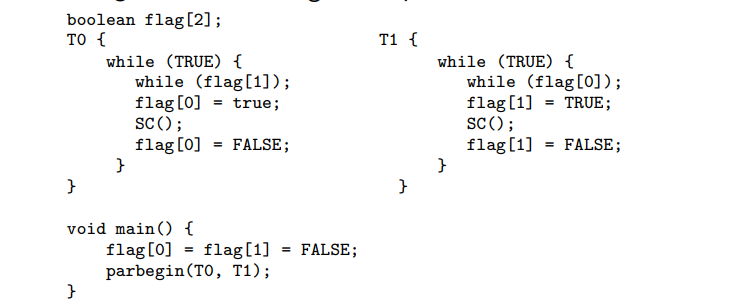 boolean flag[2];
T0 {                                T1 {
    while (TRUE) {                      while (TRUE) {
       while (flag[1]);                    while (flag[0]);
       flag[0] = true;                     flag[1] = TRUE;
       SC();                               SC();
       flag[0] = FALSE;                    flag[1] = FALSE;
     }                                  }
}                                   }
void main() {
    flag[0] = flag[1] = FALSE;
    parbegin(T0, T1);
}